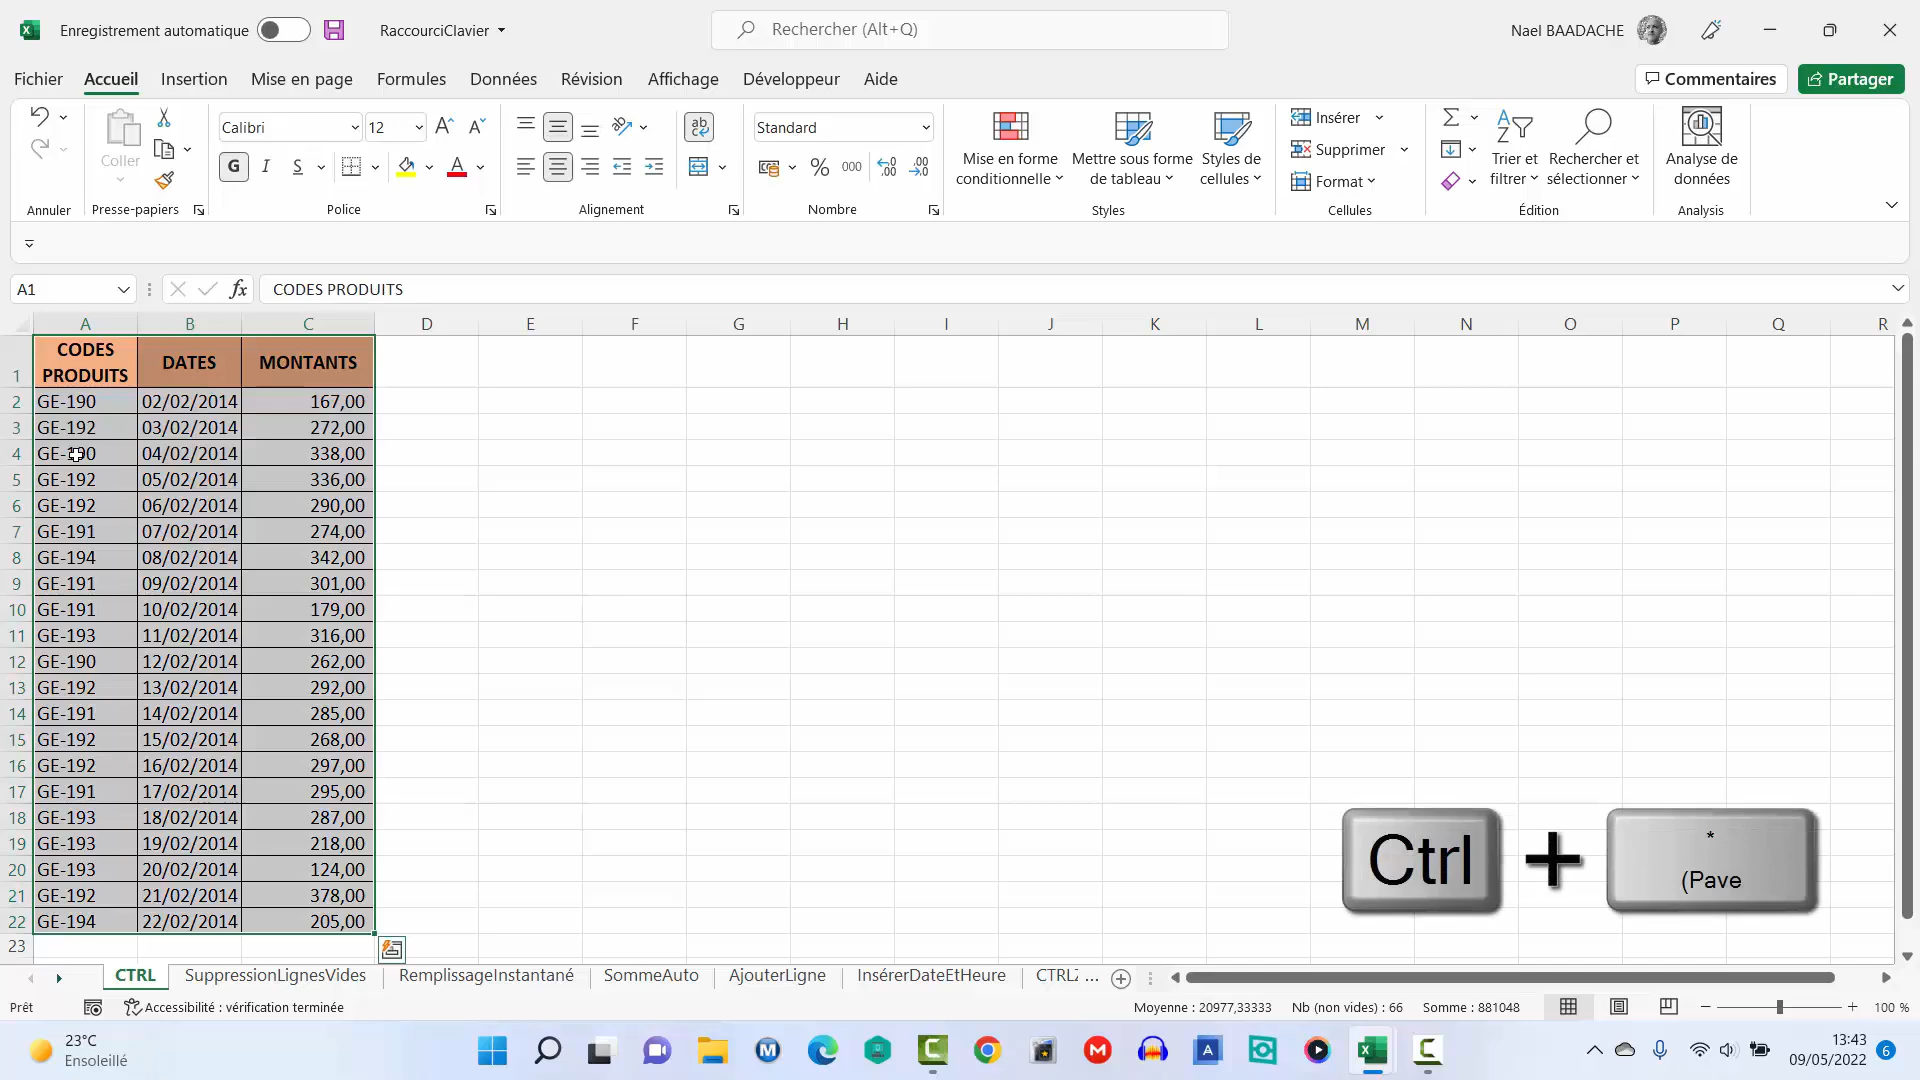 Enregistrement automatique
RaccourciClavier
Rechercher (Alt+Q)
Nael BAADACHE
Fichier Accueil Insertion Mise en page Formules Données Révision Affichage Développeur Aide
Commentaires
Partager
Calibri 12
Standard
Coller
G I S
ab
A A
% 000
Mise en forme conditionnelle
Mettre sous forme de tableau
Styles de cellules
Insérer
Supprimer
Format
Trier et filtrer
Rechercher et sélectionner
Analyse de données
Annuler Presse-papiers Police Alignement Nombre Styles Cellules Édition Analysis
A1 fx CODES PRODUITS
A B C D E F G H I J K L M N O P Q R
1 CODES PRODUITS DATES MONTANTS
2 GE-190 02/02/2014 167,00
3 GE-192 03/02/2014 272,00
4 GE-190 04/02/2014 338,00
5 GE-192 05/02/2014 336,00
6 GE-192 06/02/2014 290,00
7 GE-191 07/02/2014 274,00
8 GE-194 08/02/2014 342,00
9 GE-191 09/02/2014 301,00
10 GE-191 10/02/2014 179,00
11 GE-193 11/02/2014 316,00
12 GE-190 12/02/2014 262,00
13 GE-192 13/02/2014 292,00
14 GE-191 14/02/2014 285,00
15 GE-192 15/02/2014 268,00
16 GE-192 16/02/2014 297,00
17 GE-191 17/02/2014 295,00
18 GE-193 18/02/2014 287,00
19 GE-193 19/02/2014 218,00
20 GE-193 20/02/2014 124,00
21 GE-192 21/02/2014 378,00
22 GE-194 22/02/2014 205,00
23
Ctrl + *
(Pave
CTRL SuppressionLignesVides RemplissageInstantané SommeAuto AjouterLigne InsérerDateEtHeure CTRLZ ...
Prêt
Accessibilité : vérification terminée
Moyenne : 20977,33333
Nb (non vides) : 66
Somme : 881048
100 %
23°C
Ensoleillé
13:43
09/05/2022
6